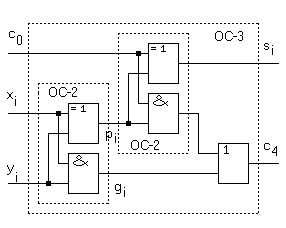 c0
OC-3
si
= 1
xi
OC-2
= 1
&
pi
OC-2
yi
&
gi
1
c4